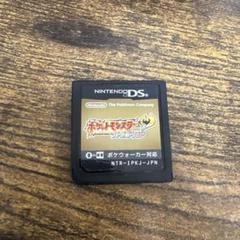 NINTENDO DS™
Nintendo The Pokémon Company
ポケットモンスター
ポケウォーカー対応
NTR-IPKJ-JPN